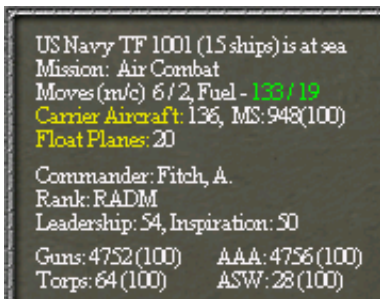 US Navy TF 1001 (15 ships) is at sea
Mission: Air Combat
Moves (m/c) 6 / 2, Fuel - 133 / 19
Carrier Aircraft: 136, MS: 948(100)
Float Planes: 20
Commander: Fitch, A.
Rank: RADM
Leadership: 54, Inspiration: 50
Guns: 4752 (100) AAA: 4756 (100)
Torps: 64 (100) ASW: 28 (100)